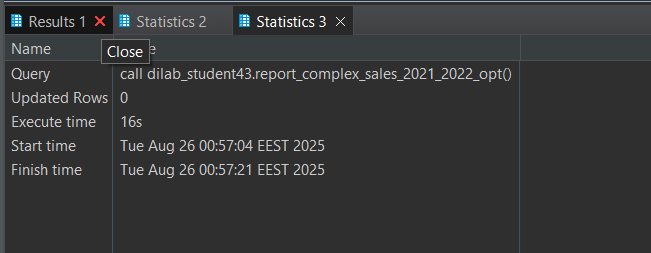 Results 1 Statistics 2 Statistics 3
Name
Close
Query call dilab_student43.report_complex_sales_2021_2022_opt()
Updated Rows 0
Execute time 16s
Start time Tue Aug 26 00:57:04 EEST 2025
Finish time Tue Aug 26 00:57:21 EEST 2025